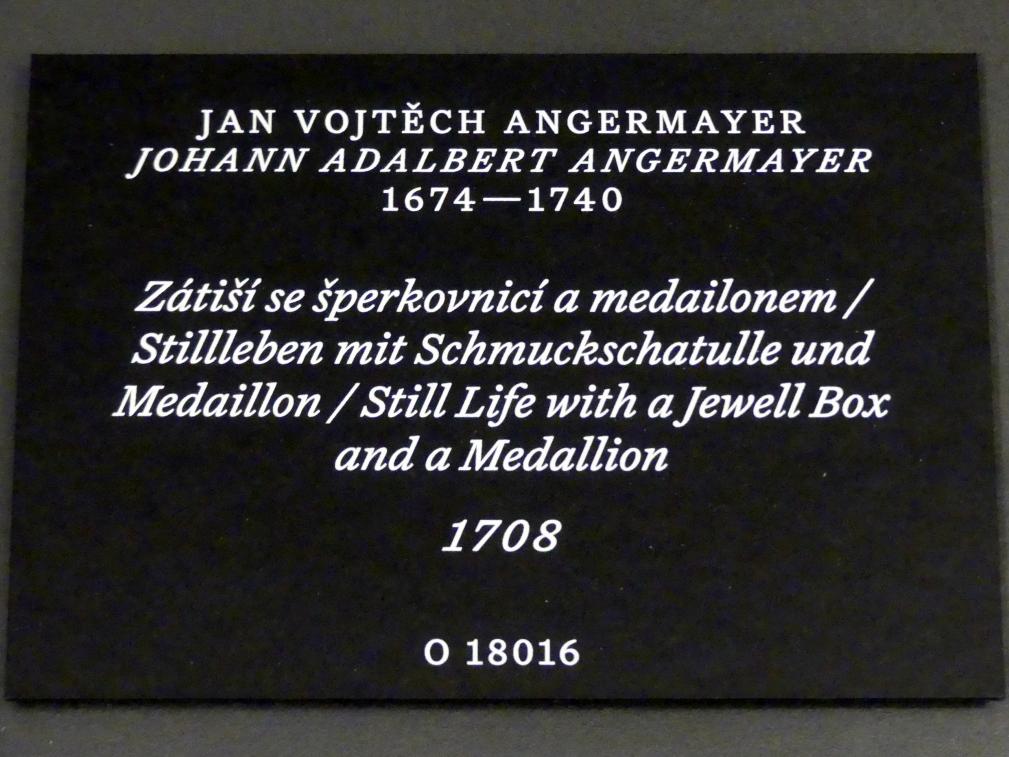 JAN VOJTĚCH ANGERMAYER
JOHANN ADALBERT ANGERMAYER
1674—1740
Zátiší se šperkovnicí a medailonem /
Stillleben mit Schmuckschatulle und
Medaillon / Still Life with a Jewell Box
and a Medallion
1708
O 18016